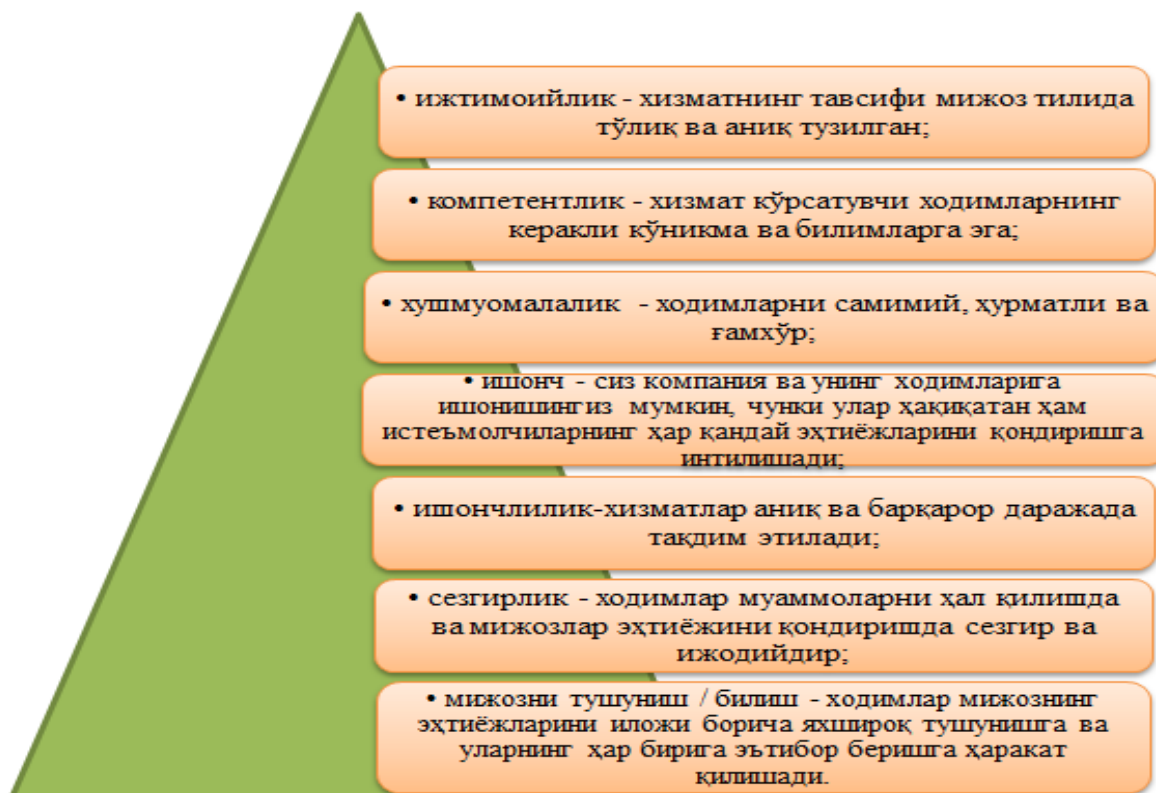 • ижтимоийлик - хизматнинг тавсифи мижоз тилида
тўлиқ ва аниқ тузилган;
• компетентлик - хизмат кўрсатувчи ходимларнинг
керакли кўникма ва билимларга эга;
• хушмуомалалик - ходимларни самимий, ҳурматли ва
ғамхўр;
• ишонч - сиз компания ва унинг ходимларига
ишонишингиз мумкин, чунки улар ҳақиқатан ҳам
истеъмолчиларнинг ҳар қандай эҳтиёжларини қондиришга
интилишади;
• ишончлилик-хизматлар аниқ ва барқарор даражада
тақдим этилади;
• сезгирлик - ходимлар муаммоларни ҳал қилишда
ва мижозлар эҳтиёжини қондиришда сезгир ва
ижодийдир;
• мижозни тушуниш / билиш - ходимлар мижознинг
эҳтиёжларини иложи борича яхшироқ тушунишга ва
уларнинг ҳар бирига эътибор беришга ҳаракат
қилишади.